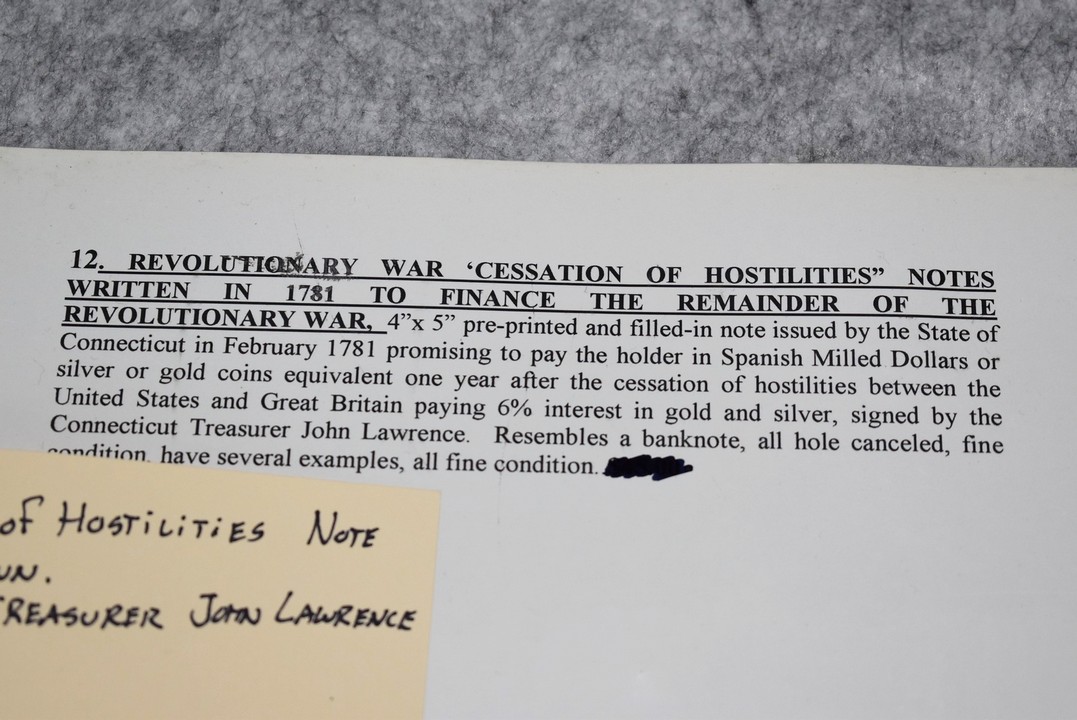 12. REVOLUTIONARY WAR ‘CESSATION OF HOSTILITIES” NOTES
WRITTEN IN 1781 TO FINANCE THE REMAINDER OF THE
REVOLUTIONARY WAR, 4”x 5” pre-printed and filled-in note issued by the State of
Connecticut in February 1781 promising to pay the holder in Spanish Milled Dollars or
silver or gold coins equivalent one year after the cessation of hostilities between the
United States and Great Britain paying 6% interest in gold and silver, signed by the
Connecticut Treasurer John Lawrence. Resembles a banknote, all hole canceled, fine
condition, have several examples, all fine condition.
of HOSTILITIES NOTE
TREASURER JOHN LAWRENCE